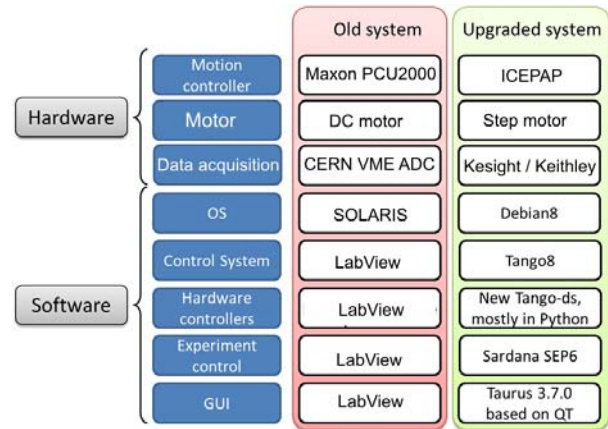 Old system
Upgraded system
Hardware
Motion
controller
Maxon PCU2000
ICEPAP
Motor
DC motor
Step motor
Data acquisition
CERN VME ADC
Kesight / Keithley
Software
OS
SOLARIS
Debian8
Control System
LabView
Tango8
Hardware
controllers
LabView
New Tango-ds,
mostly in Python
Experiment
control
LabView
Sardana SEP6
GUI
LabView
Taurus 3.7.0
based on QT